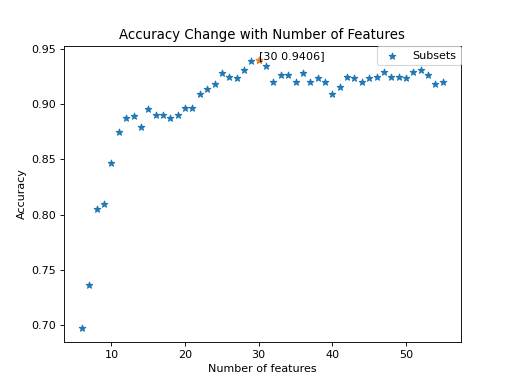 Accuracy Change with Number of Features
[30 0.9406]
Subsets
0.95
0.90
0.85
0.80
0.75
0.70
Accuracy
10 20 30 40 50
Number of features